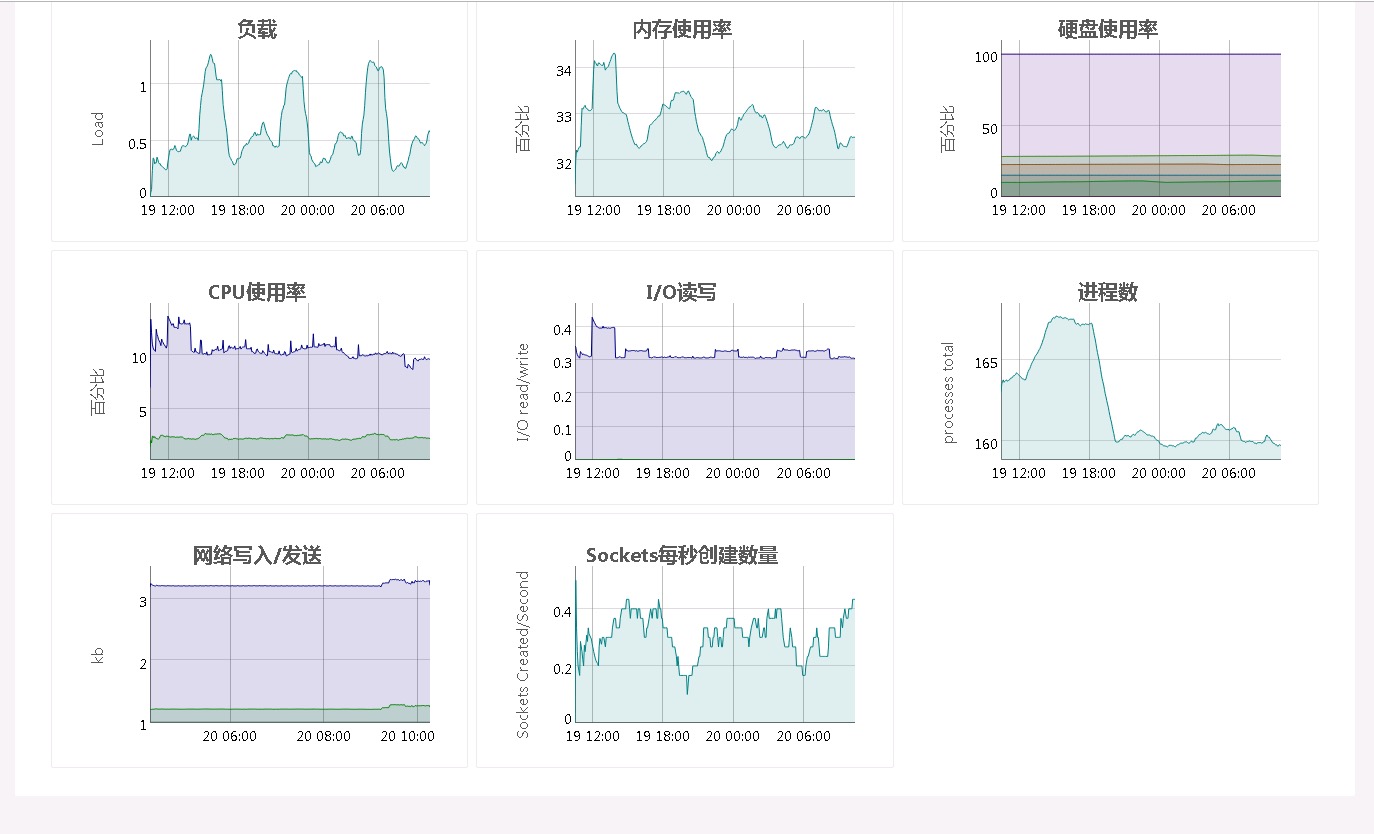 负载
Load
1
0.5
0
19 12:00 19 18:00 20 00:00 20 06:00
内存使用率
百分比
34
33
32
19 12:00 19 18:00 20 00:00 20 06:00
硬盘使用率
百分比
100
50
0
19 12:00 19 18:00 20 00:00 20 06:00
CPU使用率
百分比
10
5
19 12:00 19 18:00 20 00:00 20 06:00
I/O读写
I/O read/write
0.4
0.3
0.2
0.1
0
19 12:00 19 18:00 20 00:00 20 06:00
进程数
processes total
165
160
19 12:00 19 18:00 20 00:00 20 06:00
网络写入/发送
kb
3
2
1
20 06:00 20 08:00 20 10:00
Sockets每秒创建数量
Sockets Created/Second
0.4
0.2
0
19 12:00 19 18:00 20 00:00 20 06:00